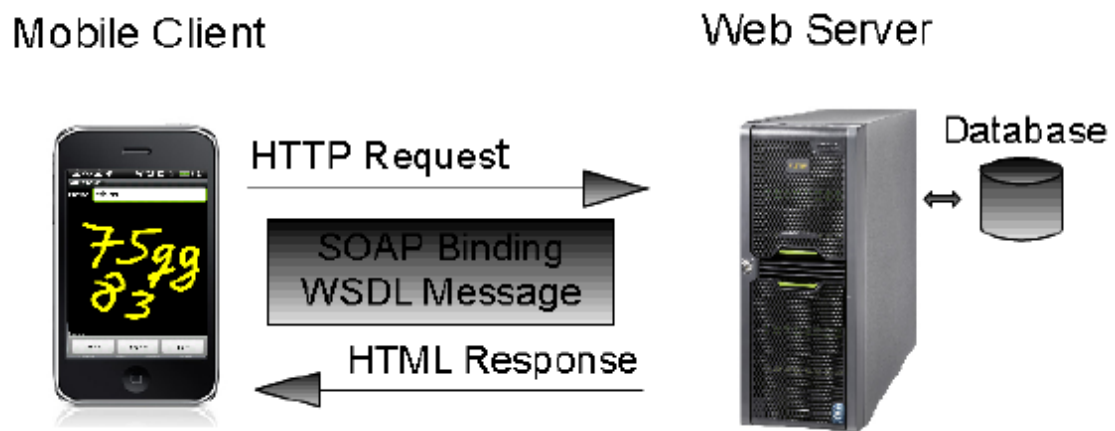 Mobile Client
Web Server
Database
HTTP Request
SOAP Binding
WSDL Message
HTML Response
75gg
83